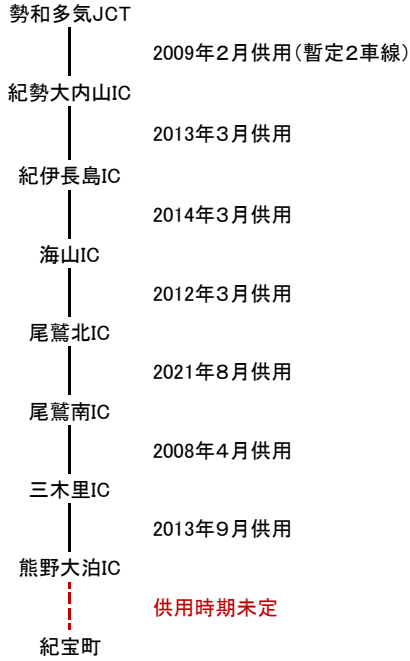 勢和多気JCT
2009年2月供用（暫定2車線）
紀勢大内山IC
2013年3月供用
紀伊長島IC
2014年3月供用
海山IC
2012年3月供用
尾鷲北IC
2021年8月供用
尾鷲南IC
2008年4月供用
三木里IC
2013年9月供用
熊野大泊IC
供用時期未定
紀宝町